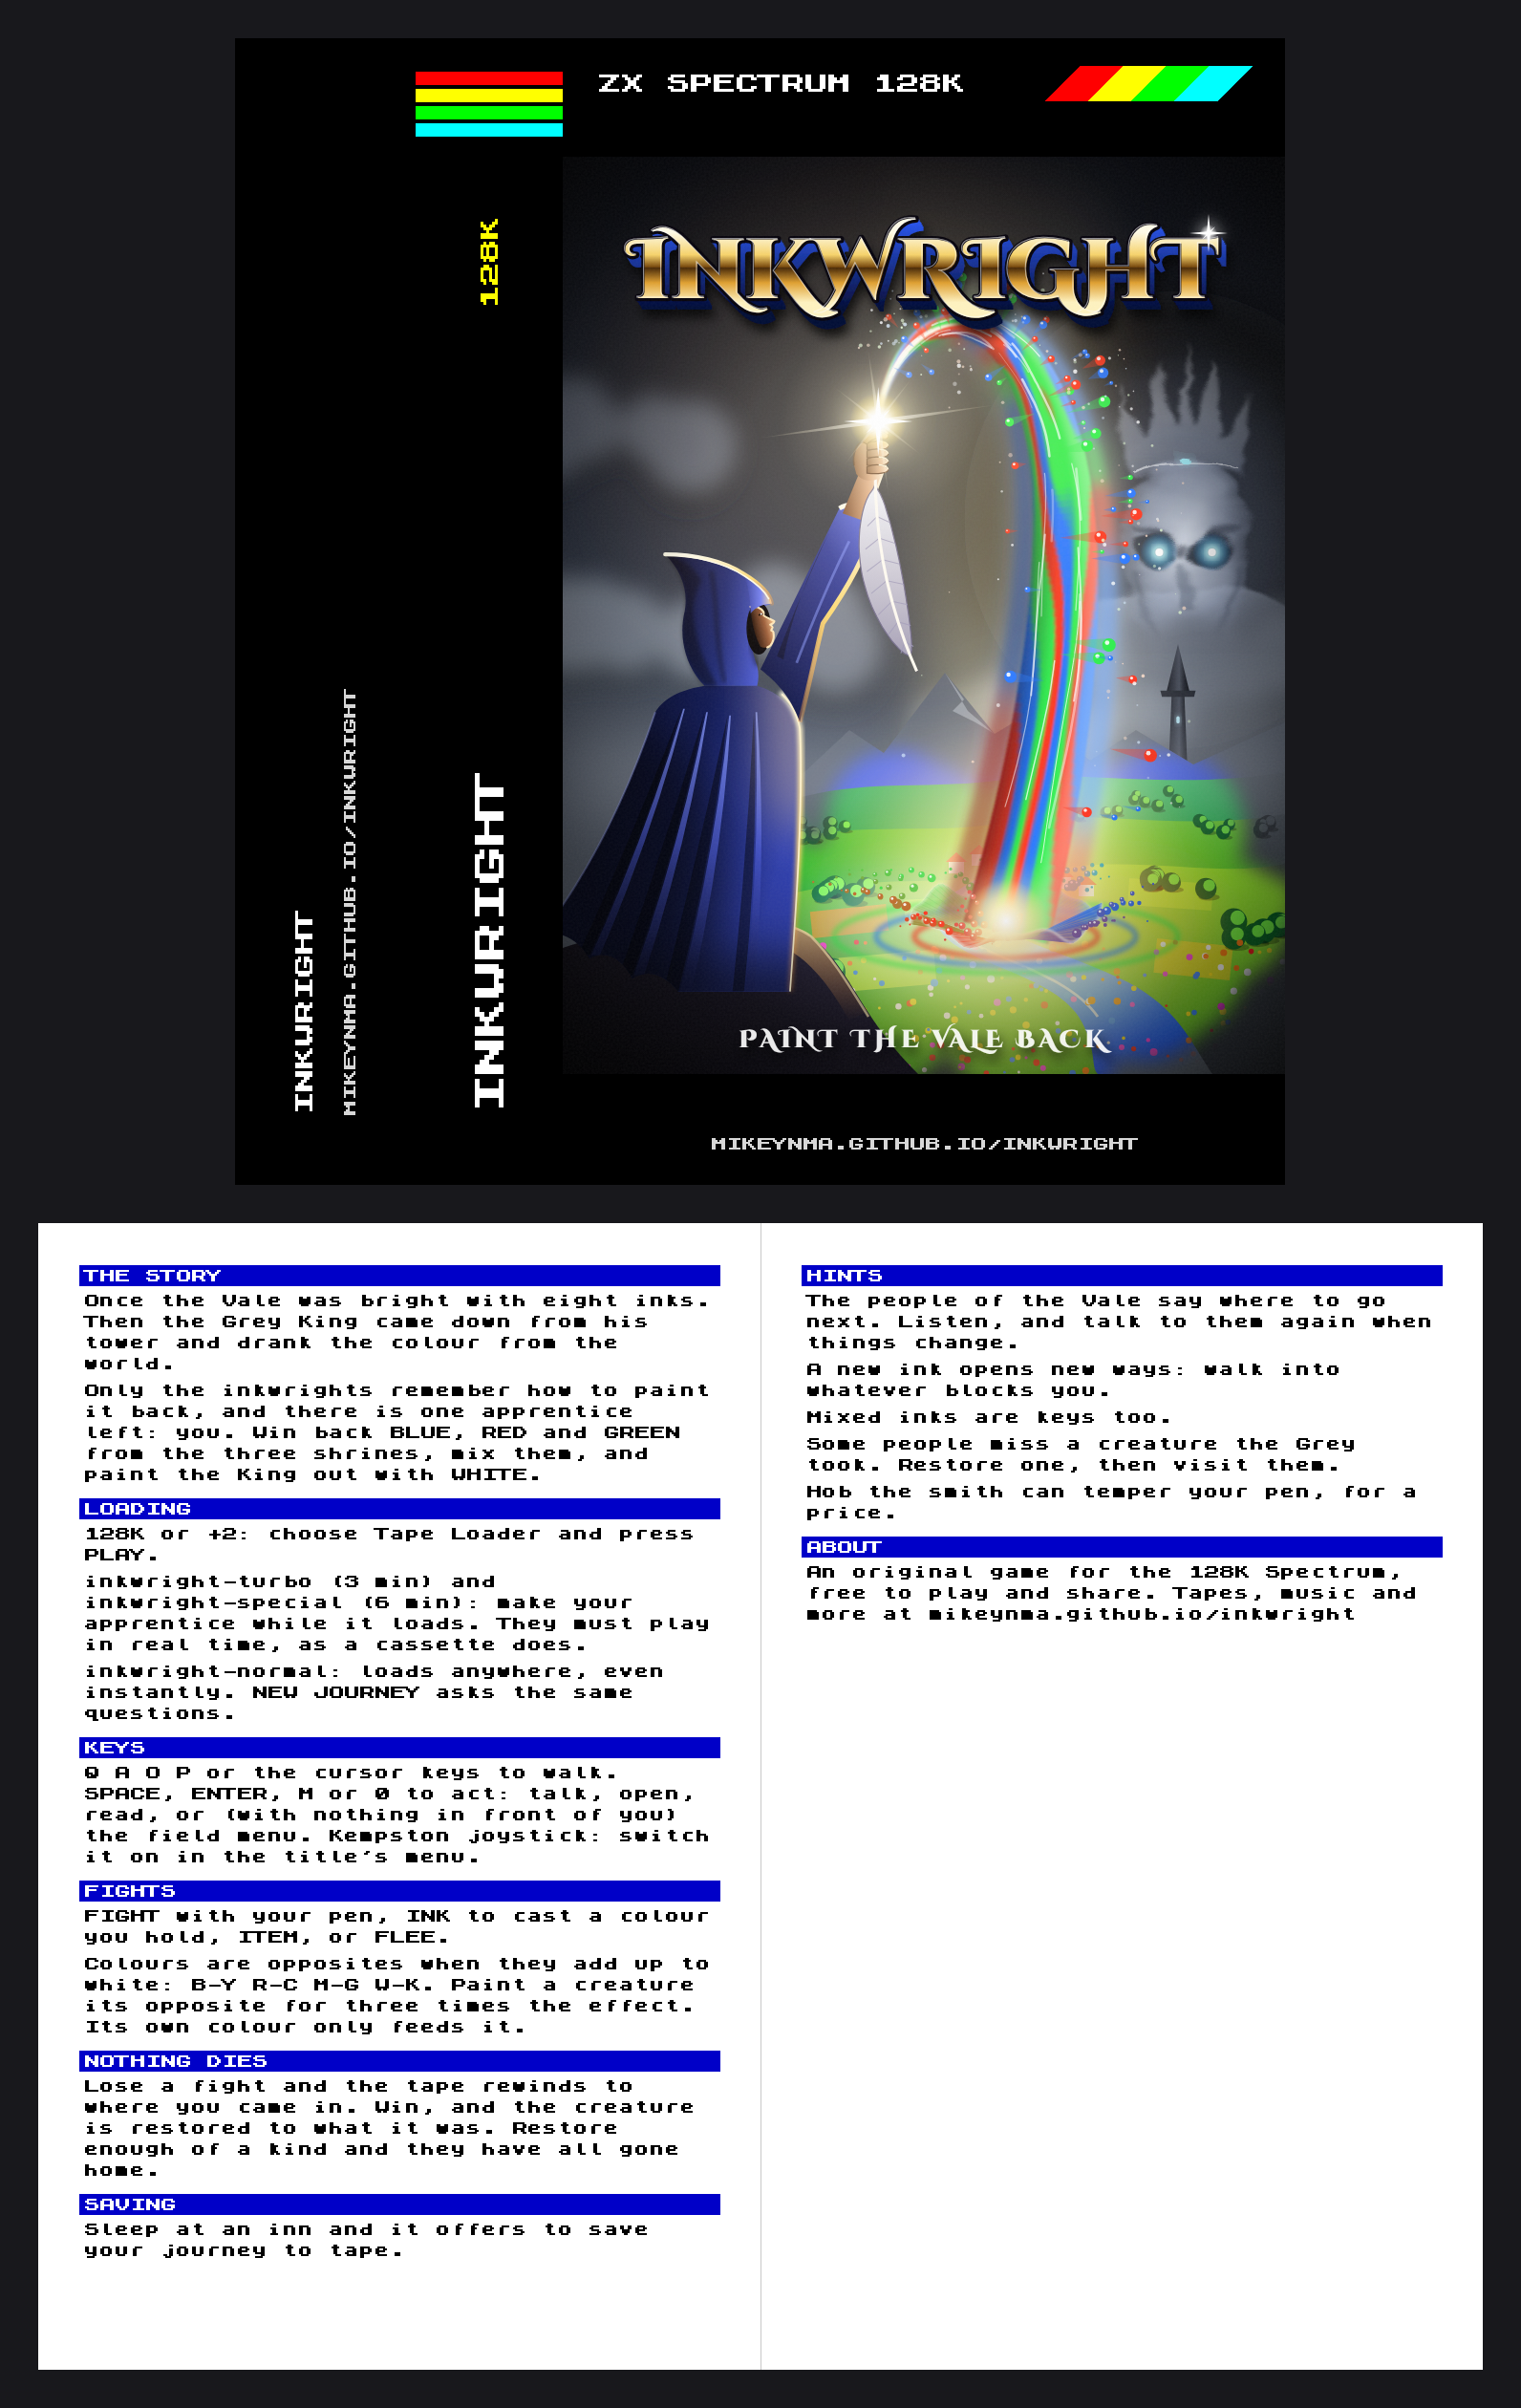 ZX SPECTRUM 128K
128K
INKWRIGHT
MIKEYNMA.GITHUB.IO/INKWRIGHT
INKWRIGHT
INKWRIGHT
PAINT THE VALE BACK
MIKEYNMA.GITHUB.IO/INKWRIGHT
THE STORY
Once the Vale was bright with eight inks.
Then the Grey King came down from his
tower and drank the colour from the
world.
Only the inkwrights remember how to paint
it back, and there is one apprentice
left: you. Win back BLUE, RED and GREEN
from the three shrines, mix them, and
paint the King out with WHITE.
LOADING
128K or +2: choose Tape Loader and press
PLAY.
inkwright-turbo (3 min) and
inkwright-special (6 min): make your
apprentice while it loads. They must play
in real time, as a cassette does.
inkwright-normal: loads anywhere, even
instantly. NEW JOURNEY asks the same
questions.
KEYS
Q A O P or the cursor keys to walk.
SPACE, ENTER, M or 0 to act: talk, open,
read, or (with nothing in front of you)
the field menu. Kempston joystick: switch
it on in the title's menu.
FIGHTS
FIGHT with your pen, INK to cast a colour
you hold, ITEM, or FLEE.
Colours are opposites when they add up to
white: B-Y R-C M-G W-K. Paint a creature
its opposite for three times the effect.
Its own colour only feeds it.
NOTHING DIES
Lose a fight and the tape rewinds to
where you came in. Win, and the creature
is restored to what it was. Restore
enough of a kind and they have all gone
home.
SAVING
Sleep at an inn and it offers to save
your journey to tape.
HINTS
The people of the Vale say where to go
next. Listen, and talk to them again when
things change.
A new ink opens new ways: walk into
whatever blocks you.
Mixed inks are keys too.
Some people miss a creature the Grey
took. Restore one, then visit them.
Hob the smith can temper your pen, for a
price.
ABOUT
An original game for the 128K Spectrum,
free to play and share. Tapes, music and
more at mikeynma.github.io/inkwright